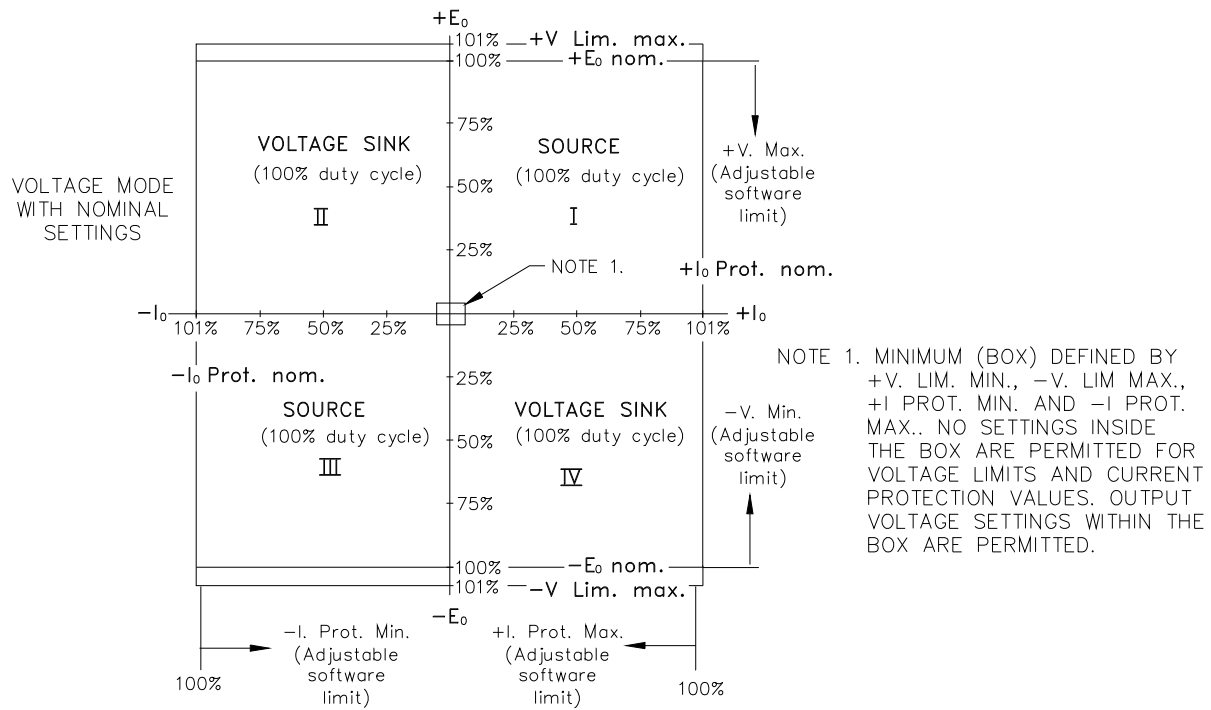 +E₀
101% +V Lim. max.
100% +E₀ nom.
75%
VOLTAGE SINK
(100% duty cycle)
II
SOURCE
(100% duty cycle)
I
50%
25%
+V. Max.
(Adjustable
software
limit)
VOLTAGE MODE
WITH NOMINAL
SETTINGS
NOTE 1.
+I₀ Prot. nom.
−I₀
101% 75% 50% 25% 25% 50% 75% 101%
+I₀
−I₀ Prot. nom.
25%
SOURCE
(100% duty cycle)
III
VOLTAGE SINK
(100% duty cycle)
IV
50%
75%
−V. Min.
(Adjustable
software
limit)
NOTE 1. MINIMUM (BOX) DEFINED BY
+V. LIM. MIN., −V. LIM MAX.,
+I PROT. MIN. AND −I PROT.
MAX.. NO SETTINGS INSIDE
THE BOX ARE PERMITTED FOR
VOLTAGE LIMITS AND CURRENT
PROTECTION VALUES. OUTPUT
VOLTAGE SETTINGS WITHIN THE
BOX ARE PERMITTED.
100% −E₀ nom.
101% −V Lim. max.
−E₀
−I. Prot. Min.
(Adjustable
software
limit)
+I. Prot. Max.
(Adjustable
software
limit)
100%
100%